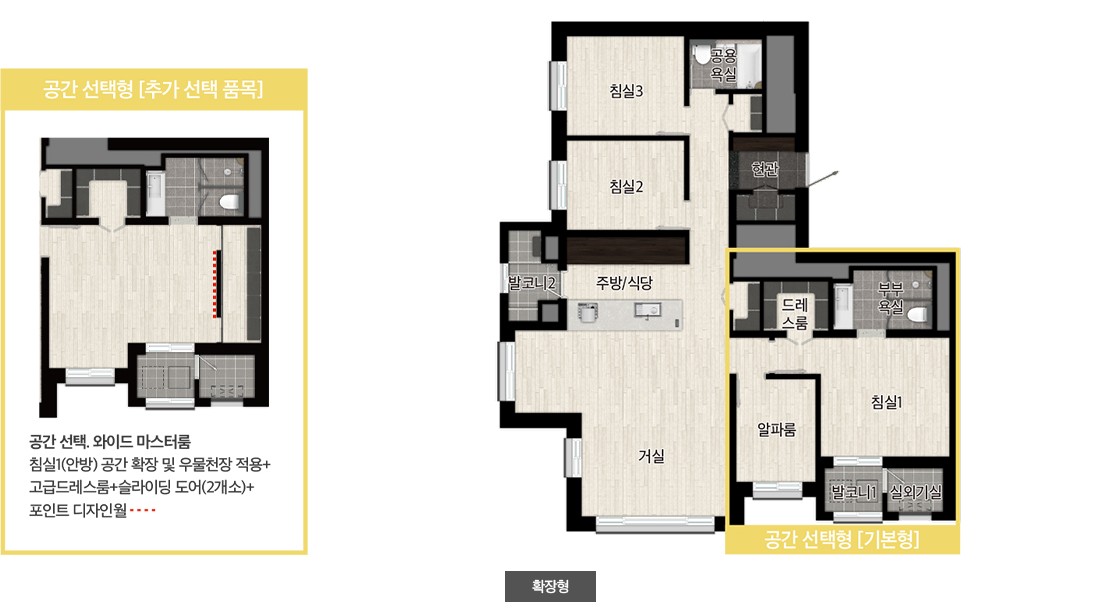 공간 선택형 [추가 선택 품목]
공간 선택. 와이드 마스터룸
침실1(안방) 공간 확장 및 우물천장 적용+
고급드레스룸+슬라이딩 도어(2개소)+
포인트 디자인월
공용
욕실
침실3
현관
침실2
발코니2
주방/식당
드레
스룸
부부
욕실
침실1
알파룸
거실
발코니1
실외기실
공간 선택형 [기본형]
확장형